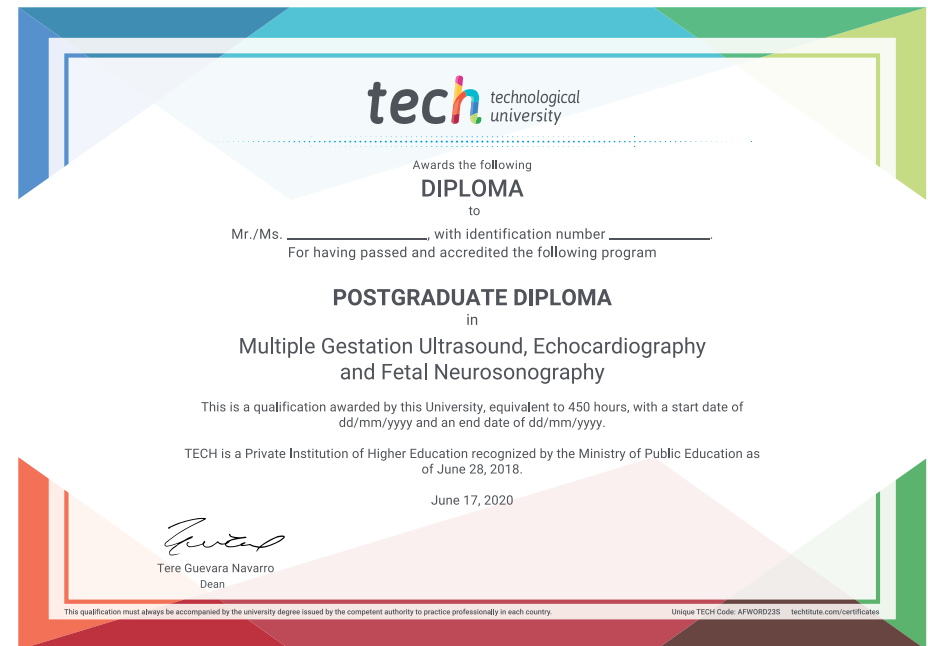 tech technological
university
Awards the following
DIPLOMA
to
Mr./Ms. ____________________, with identification number ______________.
For having passed and accredited the following program
POSTGRADUATE DIPLOMA
in
Multiple Gestation Ultrasound, Echocardiography
and Fetal Neurosonography
This is a qualification awarded by this University, equivalent to 450 hours, with a start date of
dd/mm/yyyy and an end date of dd/mm/yyyy.
TECH is a Private Institution of Higher Education recognized by the Ministry of Public Education as
of June 28, 2018.
June 17, 2020
Tere Guevara Navarro
Dean
This qualification must always be accompanied by the university degree issued by the competent authority to practice professionally in each country.
Unique TECH Code: AFWORD23S techtitute.com/certificates